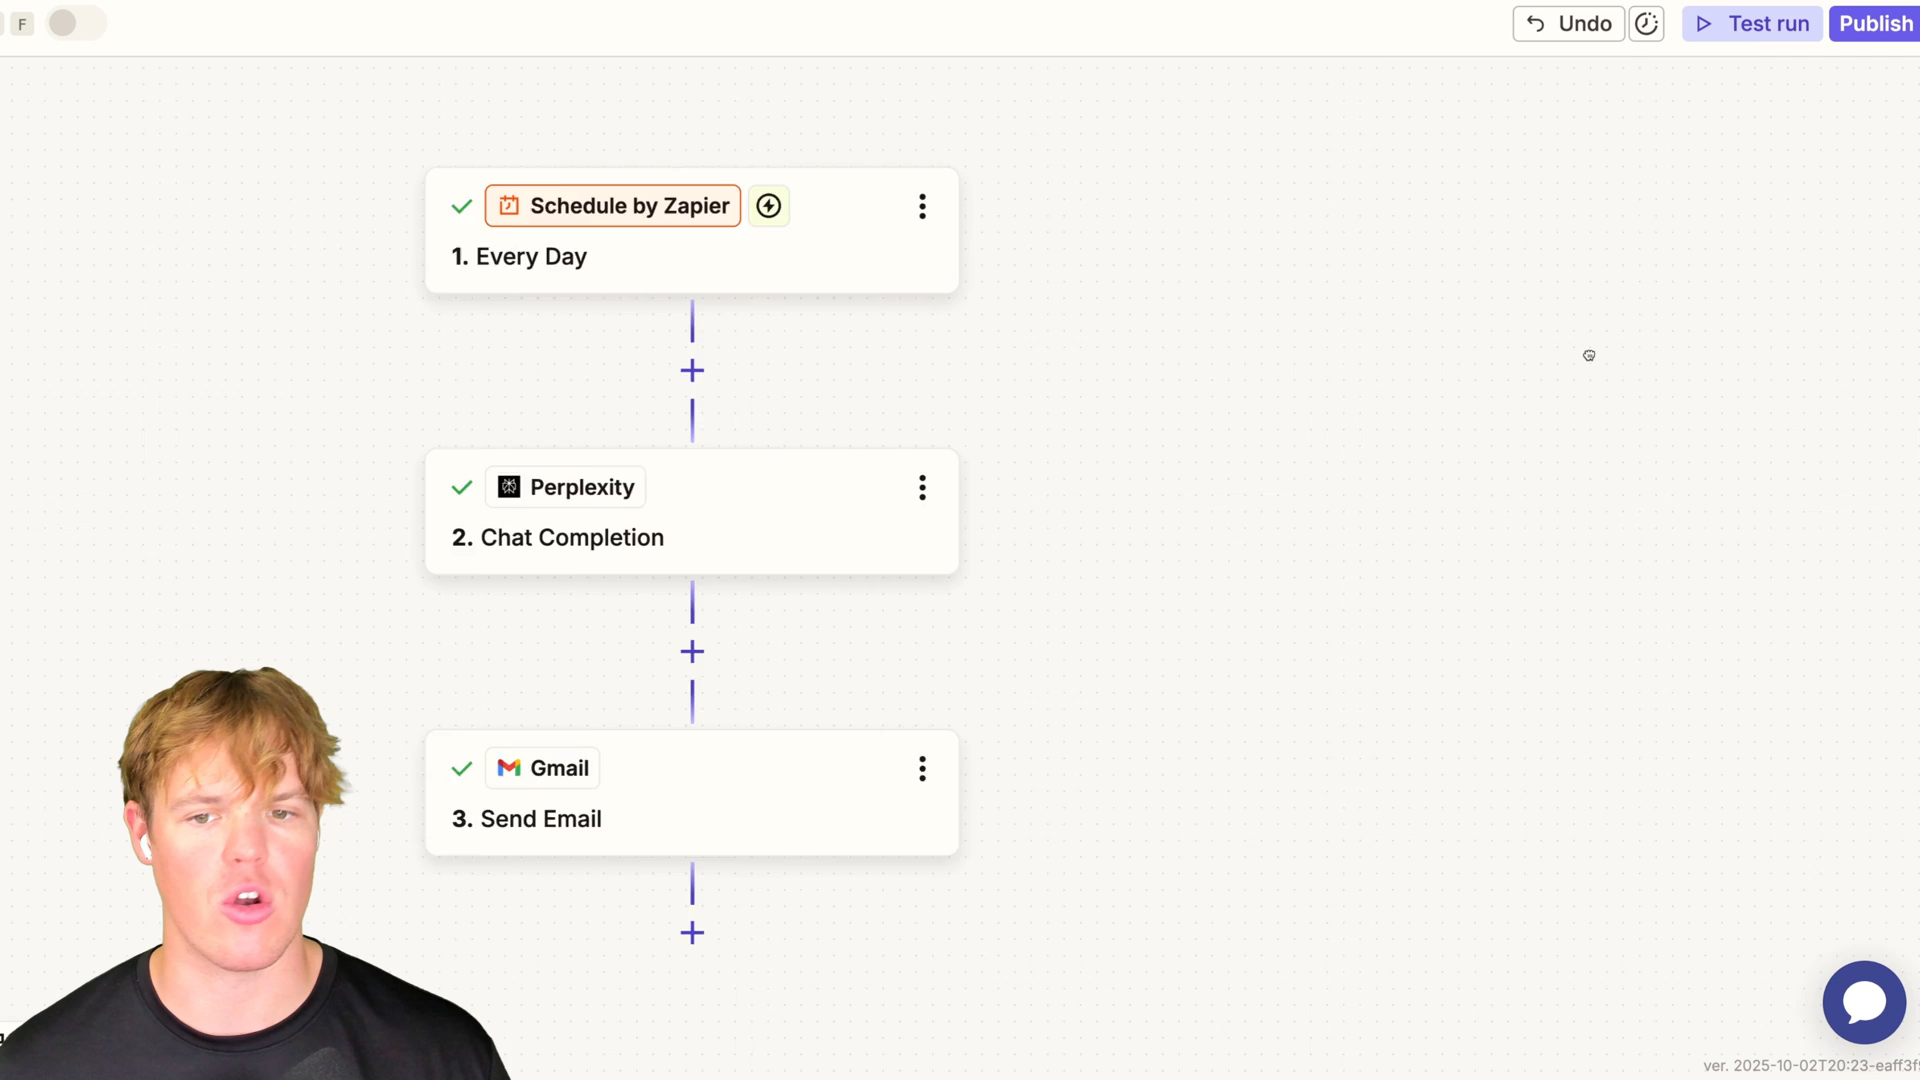 F
Undo
Test run
Publish
Schedule by Zapier
1. Every Day
Perplexity
2. Chat Completion
Gmail
3. Send Email
ver. 2025-10-02T20:23-eaff3f